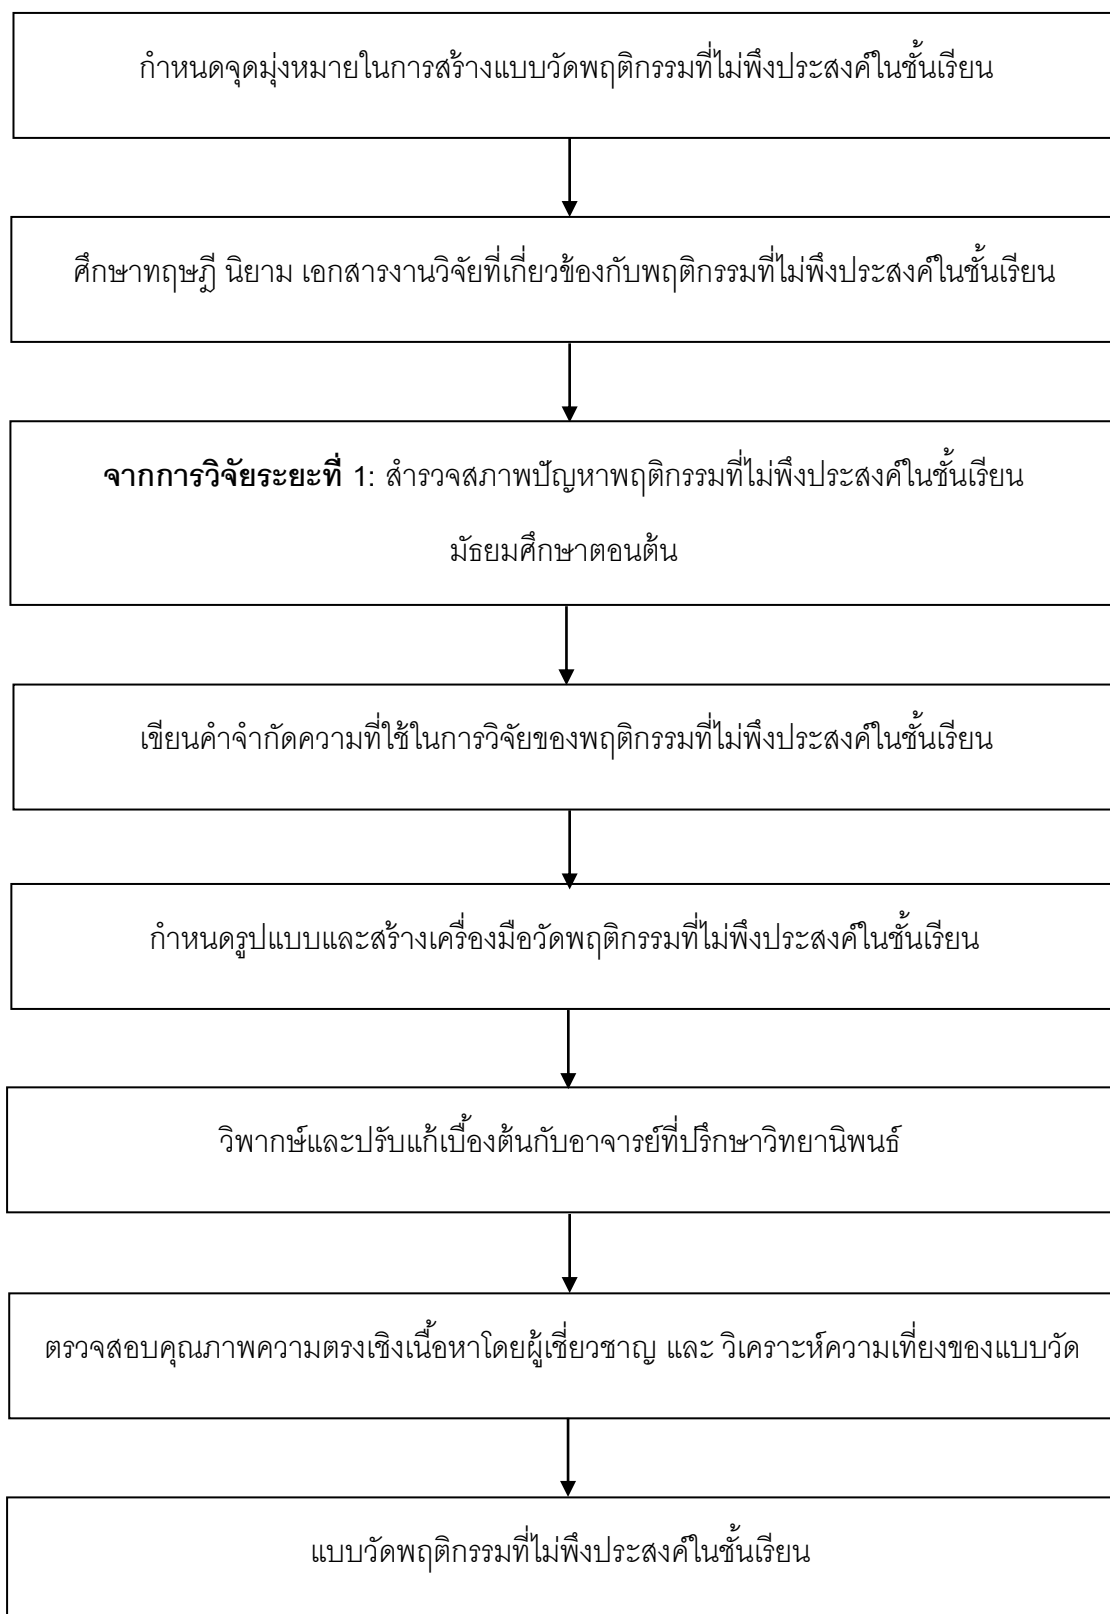 กำหนดจุดมุ่งหมายในการสร้างแบบวัดพฤติกรรมที่ไม่พึงประสงค์ในชั้นเรียน
ศึกษาทฤษฎี นิยาม เอกสารงานวิจัยที่เกี่ยวข้องกับพฤติกรรมที่ไม่พึงประสงค์ในชั้นเรียน
จากการวิจัยระยะที่ 1: สำรวจสภาพปัญหาพฤติกรรมที่ไม่พึงประสงค์ในชั้นเรียน
มัธยมศึกษาตอนต้น
เขียนคำจำกัดความที่ใช้ในการวิจัยของพฤติกรรมที่ไม่พึงประสงค์ในชั้นเรียน
กำหนดรูปแบบและสร้างเครื่องมือวัดพฤติกรรมที่ไม่พึงประสงค์ในชั้นเรียน
วิพากษ์และปรับแก้เบื้องต้นกับอาจารย์ที่ปรึกษาวิทยานิพนธ์
ตรวจสอบคุณภาพความตรงเชิงเนื้อหาโดยผู้เชี่ยวชาญ และ วิเคราะห์ความเที่ยงของแบบวัด
แบบวัดพฤติกรรมที่ไม่พึงประสงค์ในชั้นเรียน